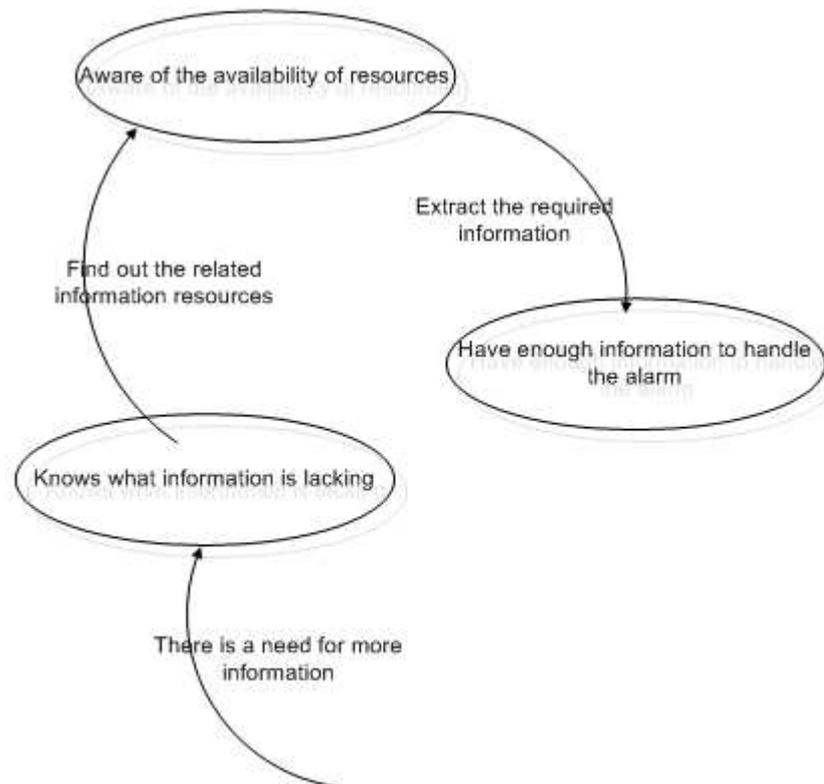 Aware of the availability of resources
Extract the required
information
Find out the related
information resources
Have enough information to handle
the alarm
Knows what information is lacking
There is a need for more
information